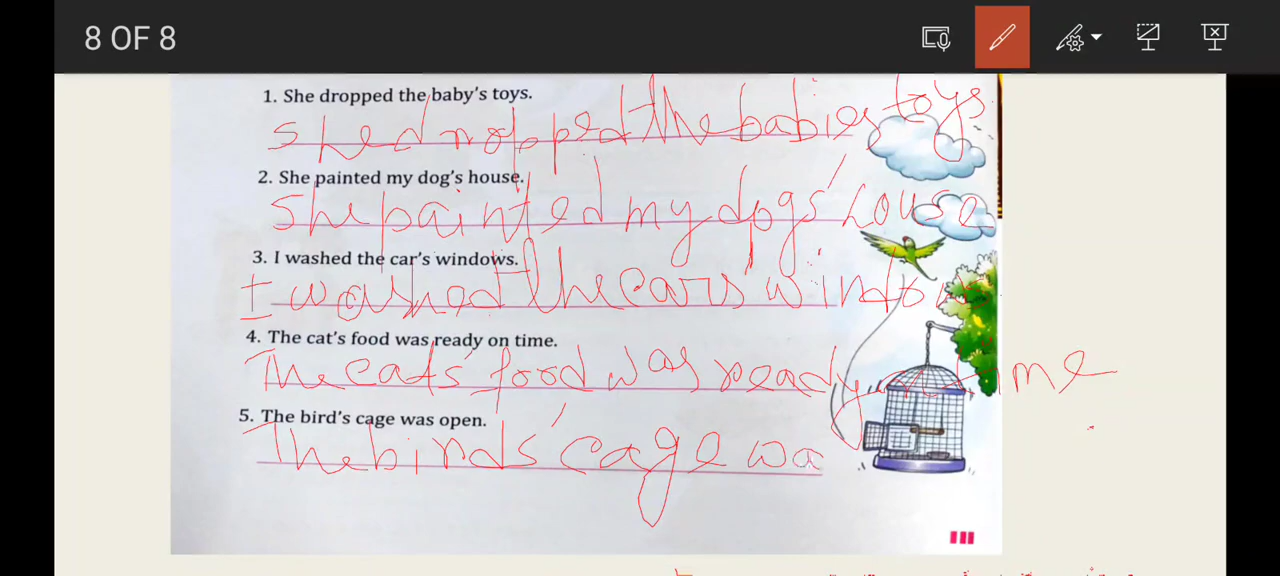 8 OF 8
1. She dropped the baby's toys.
She dropped the babies toys
2. She painted my dog's house.
She painted my dogs' house
3. I washed the car's windows.
I washed the cars' windows
4. The cat's food was ready on time.
The cats' food was ready on time
5. The bird's cage was open.
The birds' cage wa